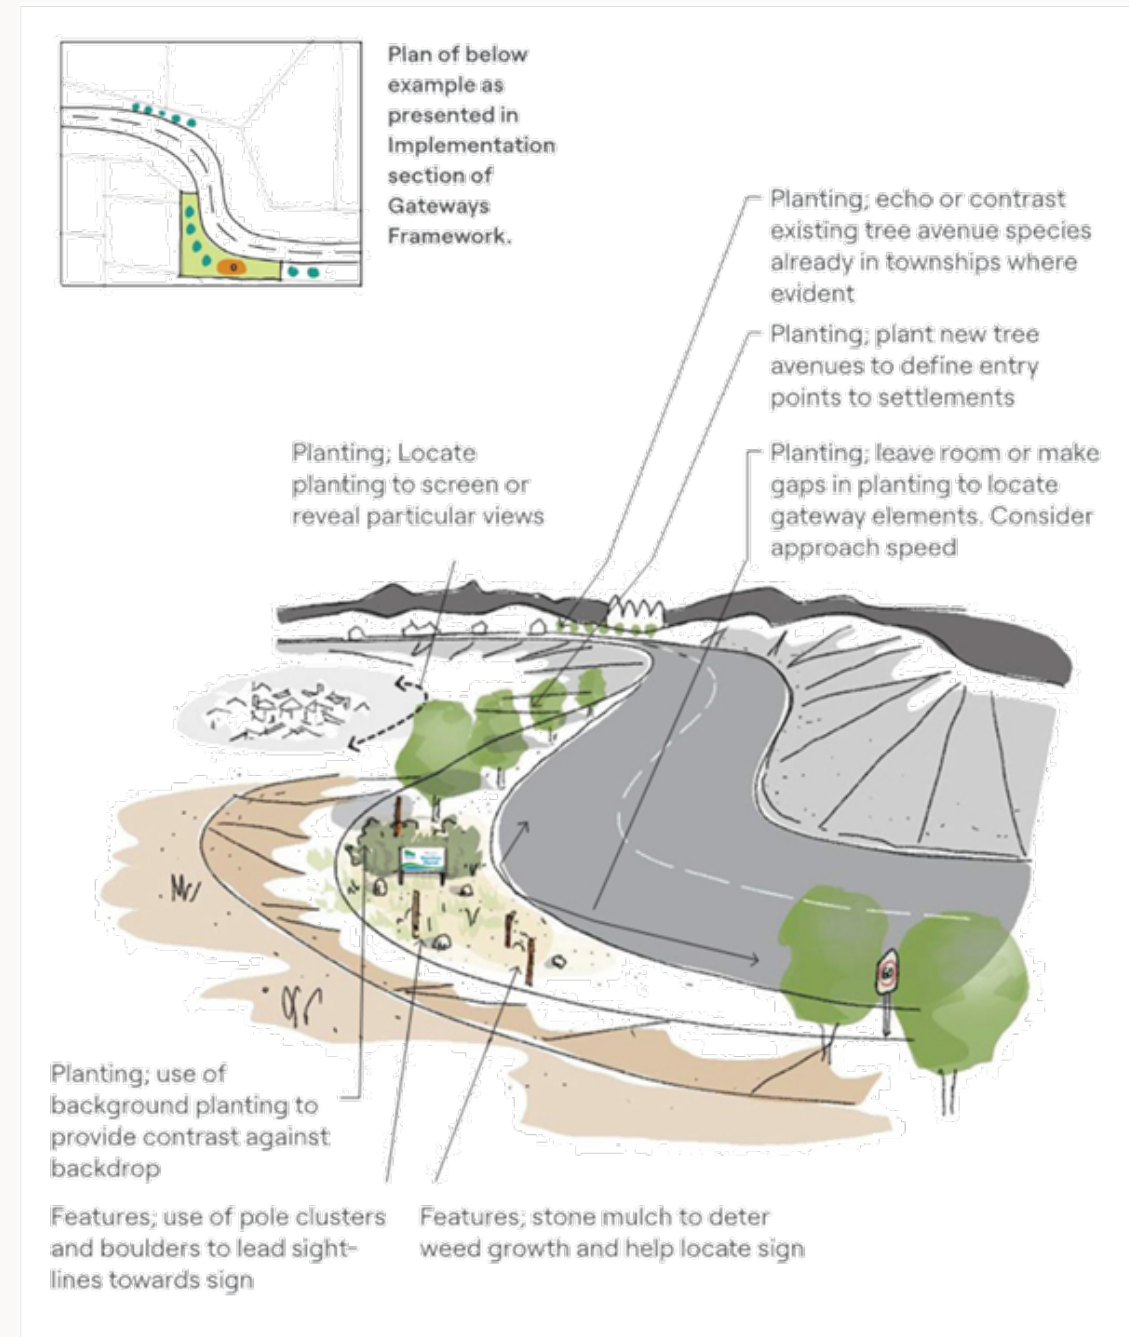 Plan of below
example as
presented in
Implementation
section of
Gateways
Framework.
Planting; echo or contrast
existing tree avenue species
already in townships where
evident
Planting; plant new tree
avenues to define entry
points to settlements
Planting; Locate
planting to screen or
reveal particular views
Planting; leave room or make
gaps in planting to locate
gateway elements. Consider
approach speed
60
Planting; use of
background planting to
provide contrast against
backdrop
Features; use of pole clusters
and boulders to lead sight-
lines towards sign
Features; stone mulch to deter
weed growth and help locate sign